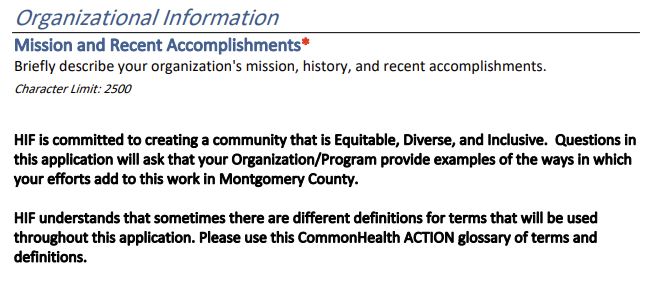 Organizational Information
Mission and Recent Accomplishments*
Briefly describe your organization's mission, history, and recent accomplishments.
Character Limit: 2500
HIF is committed to creating a community that is Equitable, Diverse, and Inclusive.  Questions in
this application will ask that your Organization/Program provide examples of the ways in which
your efforts add to this work in Montgomery County.
HIF understands that sometimes there are different definitions for terms that will be used
throughout this application. Please use this CommonHealth ACTION glossary of terms and
definitions.